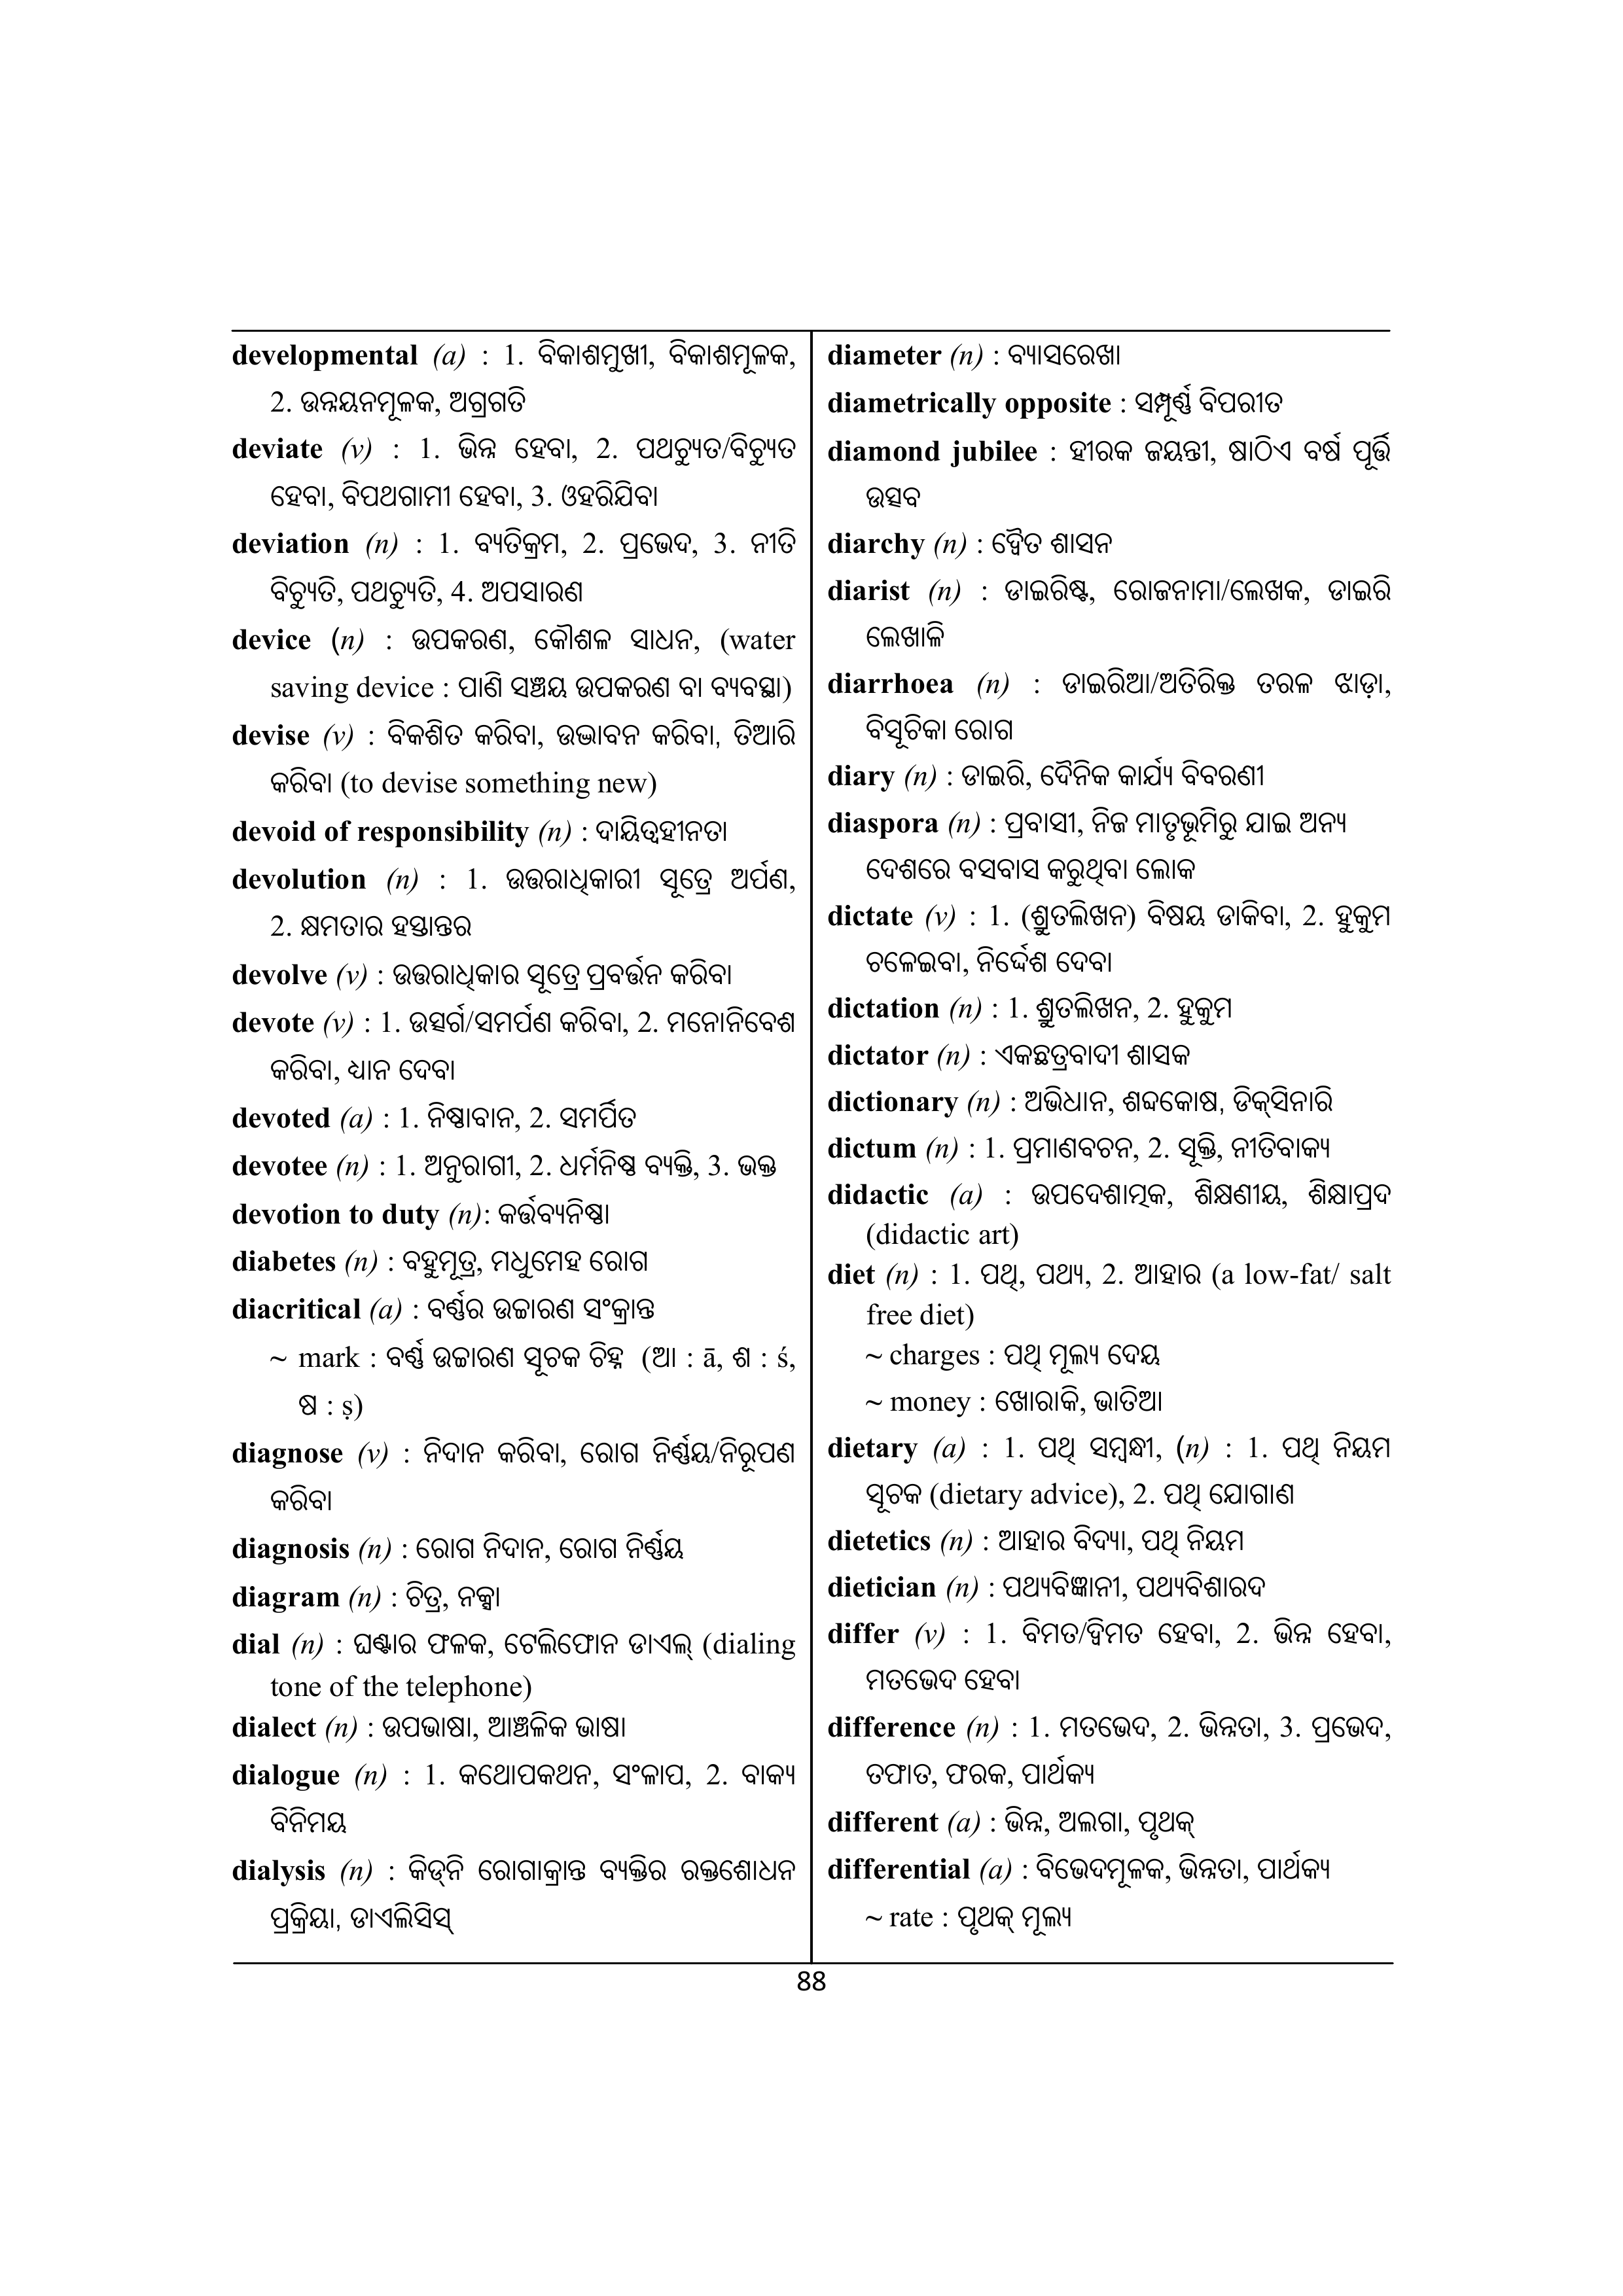 developmental (a) : 1. ବିକାଶମୁଖୀ, ବିକାଶମୂଳକ,
2. ଉନ୍ନୟନମୂଳକ, ଅଗ୍ରଗତି
deviate (v) : 1. ଭିନ୍ନ ହେବା, 2. ପଥଚ୍ୟୁତ/ବିଚ୍ୟୁତ
ହେବା, ବିପଥଗାମୀ ହେବା, 3. ଓହରିଯିବା
deviation (n) : 1. ବ୍ୟତିକ୍ରମ, 2. ପ୍ରଭେଦ, 3. ନୀତି
ବିଚ୍ୟୁତି, ପଥଚ୍ୟୁତି, 4. ଅପସାରଣ
device (n) : ଉପକରଣ, କୌଶଳ ସାଧନ, (water
saving device : ପାଣି ସଞ୍ଚୟ ଉପକରଣ ବା ବ୍ୟବସ୍ଥା)
devise (v) : ବିକଶିତ କରିବା, ଉଦ୍ଭାବନ କରିବା, ତିଆରି
କରିବା (to devise something new)
devoid of responsibility (n) : ଦାୟିତ୍ୱହୀନତା
devolution (n) : 1. ଉତ୍ତରାଧିକାରୀ ସୂତ୍ରେ ଅର୍ପଣ,
2. କ୍ଷମତାର ହସ୍ତାନ୍ତର
devolve (v) : ଉତ୍ତରାଧିକାର ସୂତ୍ରେ ପ୍ରବର୍ତ୍ତନ କରିବା
devote (v) : 1. ଉତ୍ସର୍ଗ/ସମର୍ପଣ କରିବା, 2. ମନୋନିବେଶ
କରିବା, ଧ୍ୟାନ ଦେବା
devoted (a) : 1. ନିଷ୍ଠାବାନ, 2. ସମର୍ପିତ
devotee (n) : 1. ଅନୁରାଗୀ, 2. ଧର୍ମନିଷ୍ଠ ବ୍ୟକ୍ତି, 3. ଭକ୍ତ
devotion to duty (n): କର୍ତ୍ତବ୍ୟନିଷ୍ଠା
diabetes (n) : ବହୁମୂତ୍ର, ମଧୁମେହ ରୋଗ
diacritical (a) : ବର୍ଣ୍ଣର ଉଚ୍ଚାରଣ ସଂକ୍ରାନ୍ତ
~ mark : ବର୍ଣ୍ଣ ଉଚ୍ଚାରଣ ସୂଚକ ଚିହ୍ନ (ଆ : ā, ଶ : ś,
ଷ : ṣ)
diagnose (v) : ନିଦାନ କରିବା, ରୋଗ ନିର୍ଣ୍ଣୟ/ନିରୂପଣ
କରିବା
diagnosis (n) : ରୋଗ ନିଦାନ, ରୋଗ ନିର୍ଣ୍ଣୟ
diagram (n) : ଚିତ୍ର, ନକ୍ସା
dial (n) : ଘଣ୍ଟାର ଫଳକ, ଟେଲିଫୋନ ଡାଏଲ୍ (dialing
tone of the telephone)
dialect (n) : ଉପଭାଷା, ଆଞ୍ଚଳିକ ଭାଷା
dialogue (n) : 1. କଥୋପକଥନ, ସଂଳାପ, 2. ବାକ୍ୟ
ବିନିମୟ
dialysis (n) : କିଡ୍‌ନି ରୋଗାକ୍ରାନ୍ତ ବ୍ୟକ୍ତିର ରକ୍ତଶୋଧନ
ପ୍ରକ୍ରିୟା, ଡାଏଲିସିସ୍
diameter (n) : ବ୍ୟାସରେଖା
diametrically opposite : ସମ୍ପୂର୍ଣ୍ଣ ବିପରୀତ
diamond jubilee : ହୀରକ ଜୟନ୍ତୀ, ଷାଠିଏ ବର୍ଷ ପୂର୍ତ୍ତି
ଉତ୍ସବ
diarchy (n) : ଦ୍ୱୈତ ଶାସନ
diarist (n) : ଡାଇରିଷ୍ଟ, ରୋଜନାମା/ଲେଖକ, ଡାଇରି
ଲେଖାଳି
diarrhoea (n) : ଡାଇରିଆ/ଅତିରିକ୍ତ ତରଳ ଝାଡ଼ା,
ବିସୂଚିକା ରୋଗ
diary (n) : ଡାଇରି, ଦୈନିକ କାର୍ଯ୍ୟ ବିବରଣୀ
diaspora (n) : ପ୍ରବାସୀ, ନିଜ ମାତୃଭୂମିରୁ ଯାଇ ଅନ୍ୟ
ଦେଶରେ ବସବାସ କରୁଥିବା ଲୋକ
dictate (v) : 1. (ଶ୍ରୁତଲିଖନ) ବିଷୟ ଡାକିବା, 2. ହୁକୁମ
ଚଳେଇବା, ନିର୍ଦ୍ଦେଶ ଦେବା
dictation (n) : 1. ଶ୍ରୁତଲିଖନ, 2. ହୁକୁମ
dictator (n) : ଏକଛତ୍ରବାଦୀ ଶାସକ
dictionary (n) : ଅଭିଧାନ, ଶବ୍ଦକୋଷ, ଡିକ୍‌ସିନାରି
dictum (n) : 1. ପ୍ରମାଣବଚନ, 2. ସୂକ୍ତି, ନୀତିବାକ୍ୟ
didactic (a) : ଉପଦେଶାତ୍ମକ, ଶିକ୍ଷଣୀୟ, ଶିକ୍ଷାପ୍ରଦ
(didactic art)
diet (n) : 1. ପଥି, ପଥ୍ୟ, 2. ଆହାର (a low-fat/ salt
free diet)
~ charges : ପଥି ମୂଲ୍ୟ ଦେୟ
~ money : ଖୋରାକି, ଭାତିଆ
dietary (a) : 1. ପଥି ସମ୍ବନ୍ଧୀ, (n) : 1. ପଥି ନିୟମ
ସୂଚକ (dietary advice), 2. ପଥି ଯୋଗାଣ
dietetics (n) : ଆହାର ବିଦ୍ୟା, ପଥି ନିୟମ
dietician (n) : ପଥ୍ୟବିଜ୍ଞାନୀ, ପଥ୍ୟବିଶାରଦ
differ (v) : 1. ବିମତ/ଦ୍ୱିମତ ହେବା, 2. ଭିନ୍ନ ହେବା,
ମତଭେଦ ହେବା
difference (n) : 1. ମତଭେଦ, 2. ଭିନ୍ନତା, 3. ପ୍ରଭେଦ,
ତଫାତ, ଫରକ, ପାର୍ଥକ୍ୟ
different (a) : ଭିନ୍ନ, ଅଲଗା, ପୃଥକ୍
differential (a) : ବିଭେଦମୂଳକ, ଭିନ୍ନତା, ପାର୍ଥକ୍ୟ
~ rate : ପୃଥକ୍ ମୂଲ୍ୟ
88